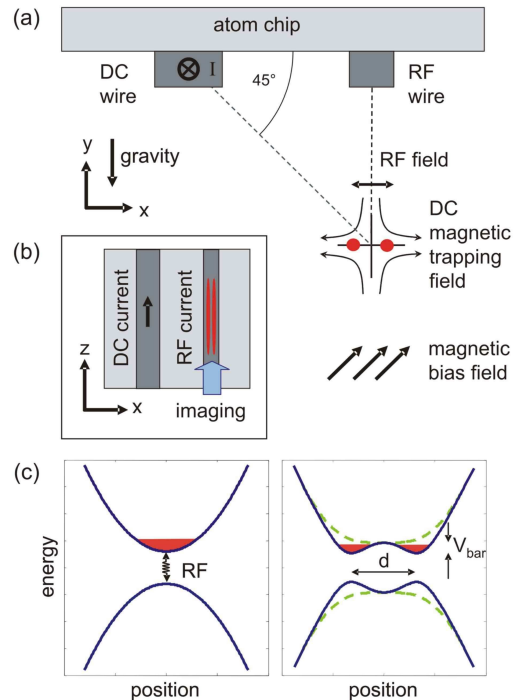 (a)
atom chip
DC
wire
I
45°
RF
wire
y
gravity
x
RF field
DC
magnetic
trapping
field
(b)
DC current
RF current
z
x
imaging
magnetic
bias field
(c)
energy
RF
position
d
Vbar
position